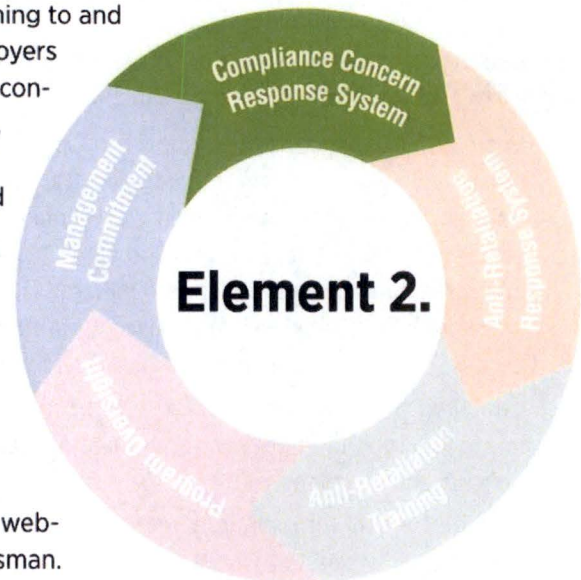 ning to and
oyers
con-
d
web-
sman.
Compliance Concern
Response System
Anti-Retaliation
Response System
Anti-Retaliation
Training
Program Oversight
Management
Commitment
Element 2.